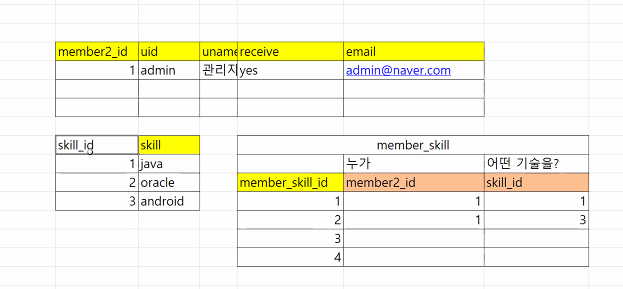 member2_id uid uname receive email
1 admin 관리자 yes admin@naver.com
skill_id skill
1 java
2 oracle
3 android
member_skill
누가 어떤 기술을?
member_skill_id member2_id skill_id
1 1 1
2 1 3
3
4